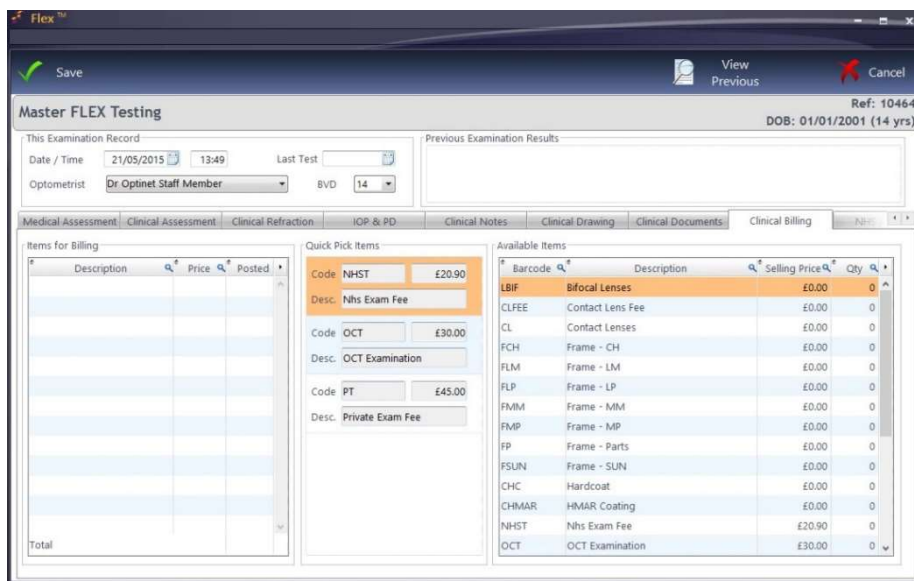 Flex ™
Save
View Previous
Cancel
Master FLEX Testing
Ref: 10464
DOB: 01/01/2001 (14 yrs)
This Examination Record
Previous Examination Results
Date / Time 21/05/2015 13:49 Last Test
Optometrist Dr Optinet Staff Member BVD 14
Medical Assessment Clinical Assessment Clinical Refraction IOP & PD Clinical Notes Clinical Drawing Clinical Documents Clinical Billing NHS
Items for Billing
Description Price Posted
Total
Quick Pick Items
Code NHST £20.90
Desc. Nhs Exam Fee
Code OCT £30.00
Desc. OCT Examination
Code PT £45.00
Desc. Private Exam Fee
Available Items
Barcode Description Selling Price Qty
LBIF Bifocal Lenses £0.00 0
CLFEE Contact Lens Fee £0.00 0
CL Contact Lenses £0.00 0
FCH Frame - CH £0.00 0
FLM Frame - LM £0.00 0
FLP Frame - LP £0.00 0
FMM Frame - MM £0.00 0
FMP Frame - MP £0.00 0
FP Frame - Parts £0.00 0
FSUN Frame - SUN £0.00 0
CHC Hardcoat £0.00 0
CHMAR HMAR Coating £0.00 0
NHST Nhs Exam Fee £20.90 0
OCT OCT Examination £30.00 0